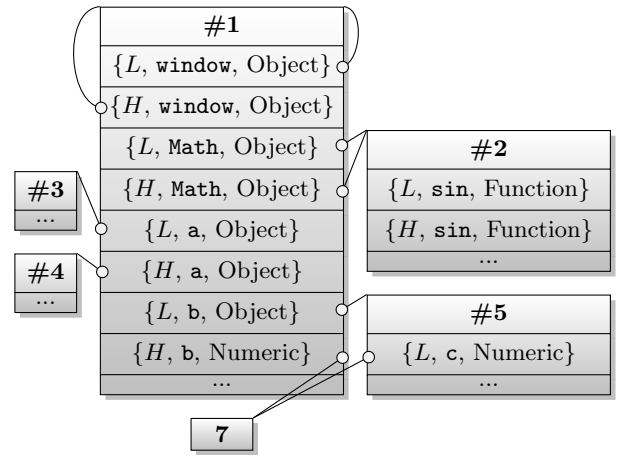 #1
{L, window, Object}
{H, window, Object}
{L, Math, Object}
{H, Math, Object}
{L, a, Object}
{H, a, Object}
{L, b, Object}
{H, b, Numeric}
...
#2
{L, sin, Function}
{H, sin, Function}
...
#3
...
#4
...
#5
{L, c, Numeric}
...
7